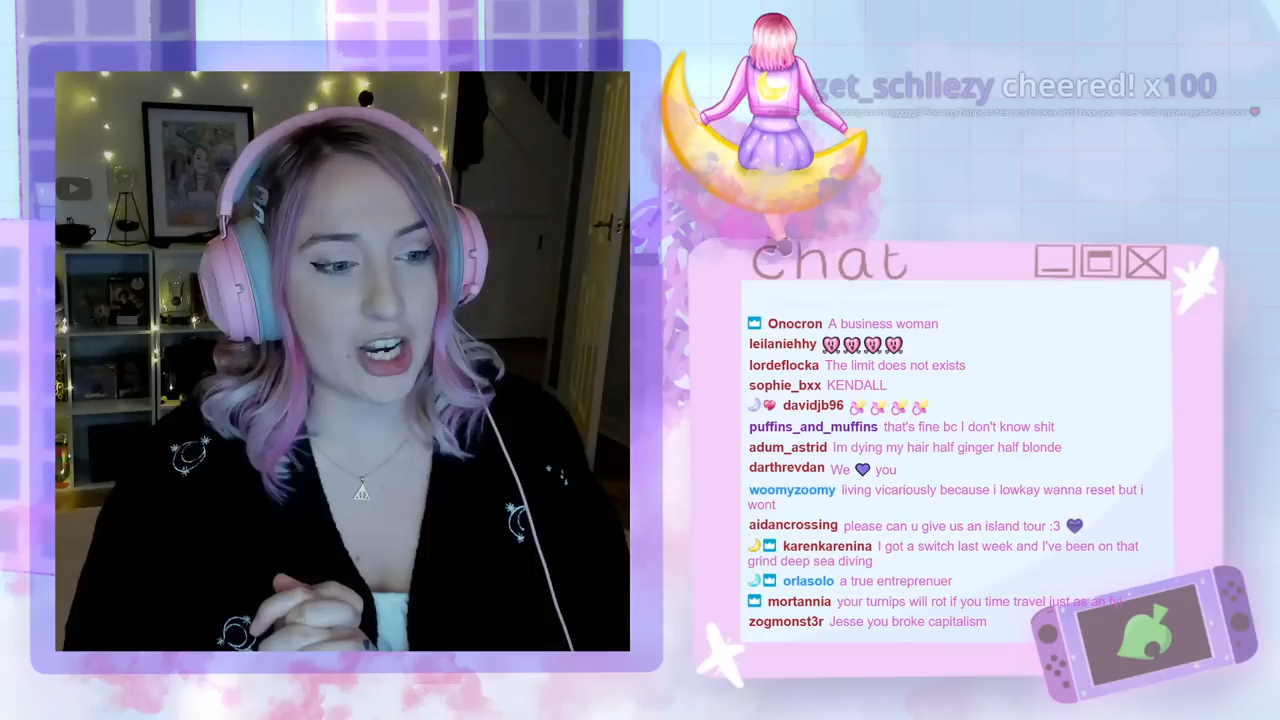 zet_schliezy cheered! x100
chat
Onocron A business woman
leilaniehhy
lordeflocka The limit does not exists
sophie_bxx KENDALL
davidjb96
puffins_and_muffins that's fine bc I don't know shit
adum_astrid Im dying my hair half ginger half blonde
darthrevdan We you
woomyzoomy living vicariously because i lowkay wanna reset but i
wont
aidancrossing please can u give us an island tour :3
karenkarenina I got a switch last week and I've been on that
grind deep sea diving
orlasolo a true entreprenuer
mortannia your turnips will rot if you time travel just as an fyi
zogmonst3r Jesse you broke capitalism